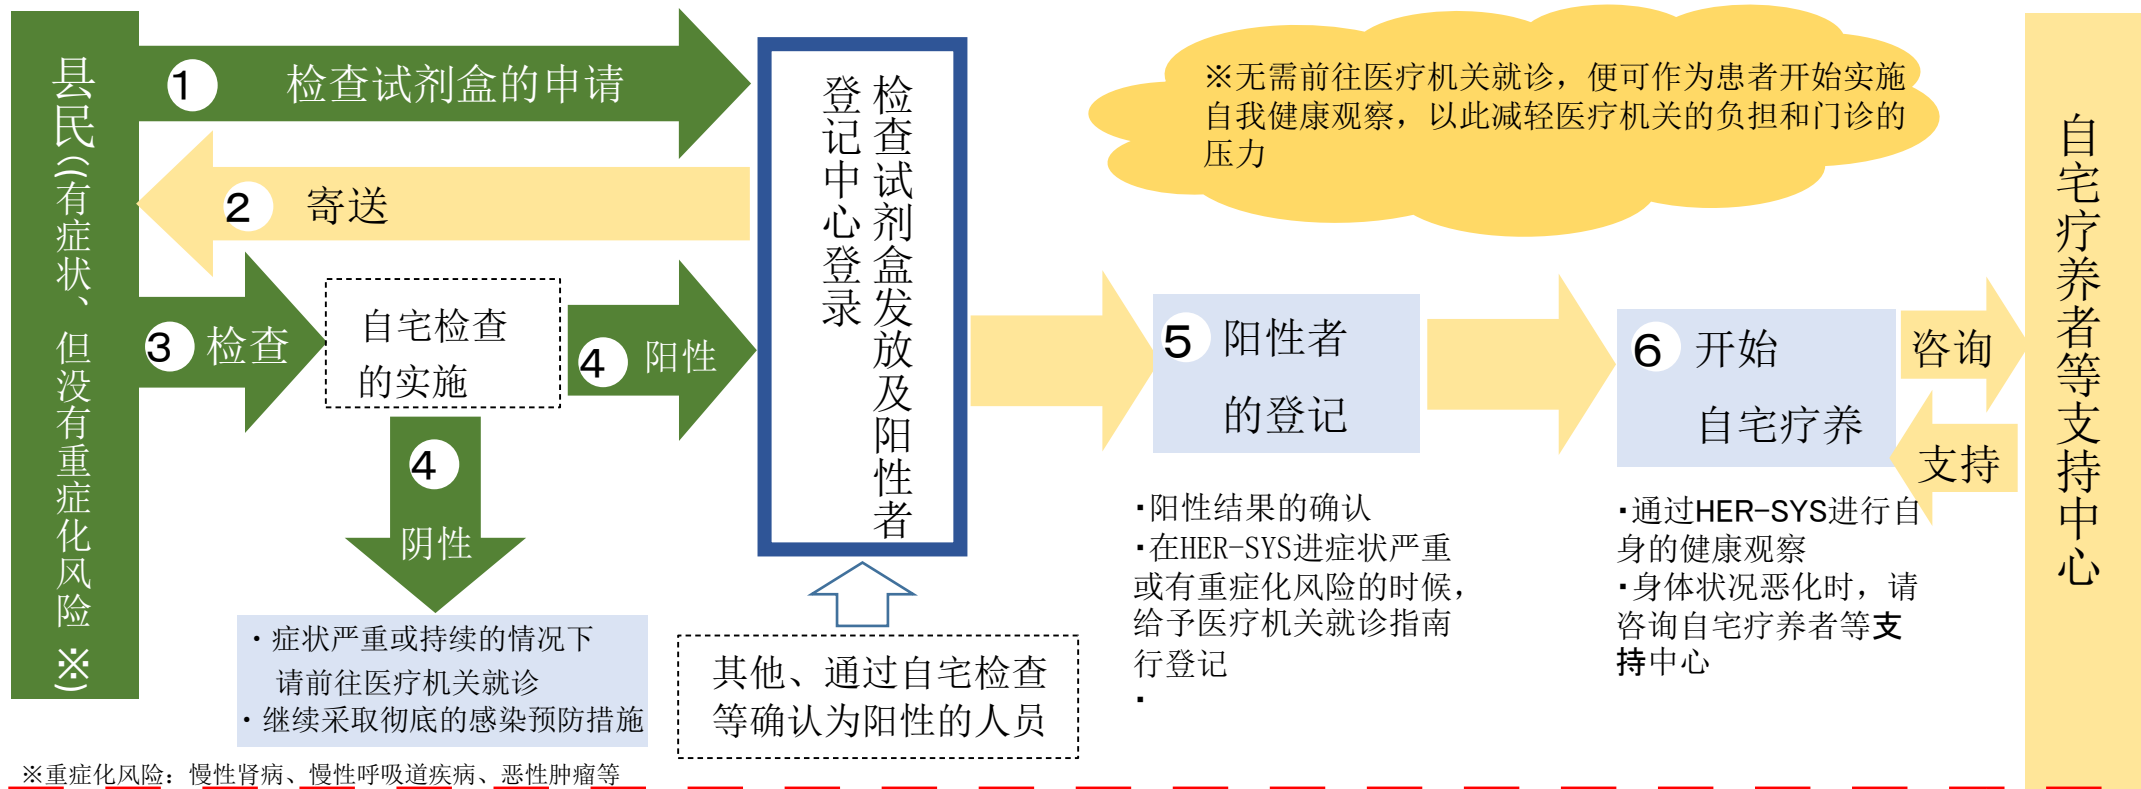 县民((有症状、但没有重症化风险※)
1 检查试剂盒的申请
2 寄送
3 检查
自宅检查
的实施
4 阳性
4
阴性
・症状严重或持续的情况下
请前往医疗机关就诊
・继续采取彻底的感染预防措施
检查试剂盒发放及阳性者
登记中心登录
其他、通过自宅检查
等确认为阳性的人员
※无需前往医疗机关就诊，便可作为患者开始实施
自我健康观察，以此减轻医疗机关的负担和门诊的
压力
5 阳性者
的登记
・阳性结果的确认
・在HER-SYS进症状严重
或有重症化风险的时候，
给予医疗机关就诊指南
行登记
・
6 开始
自宅疗养
・通过HER-SYS进行自
身的健康观察
・身体状况恶化时，请
咨询自宅疗养者等支
持中心
咨询
支持
自宅疗养者等支持中心
※重症化风险：慢性肾病、慢性呼吸道疾病、恶性肿瘤等